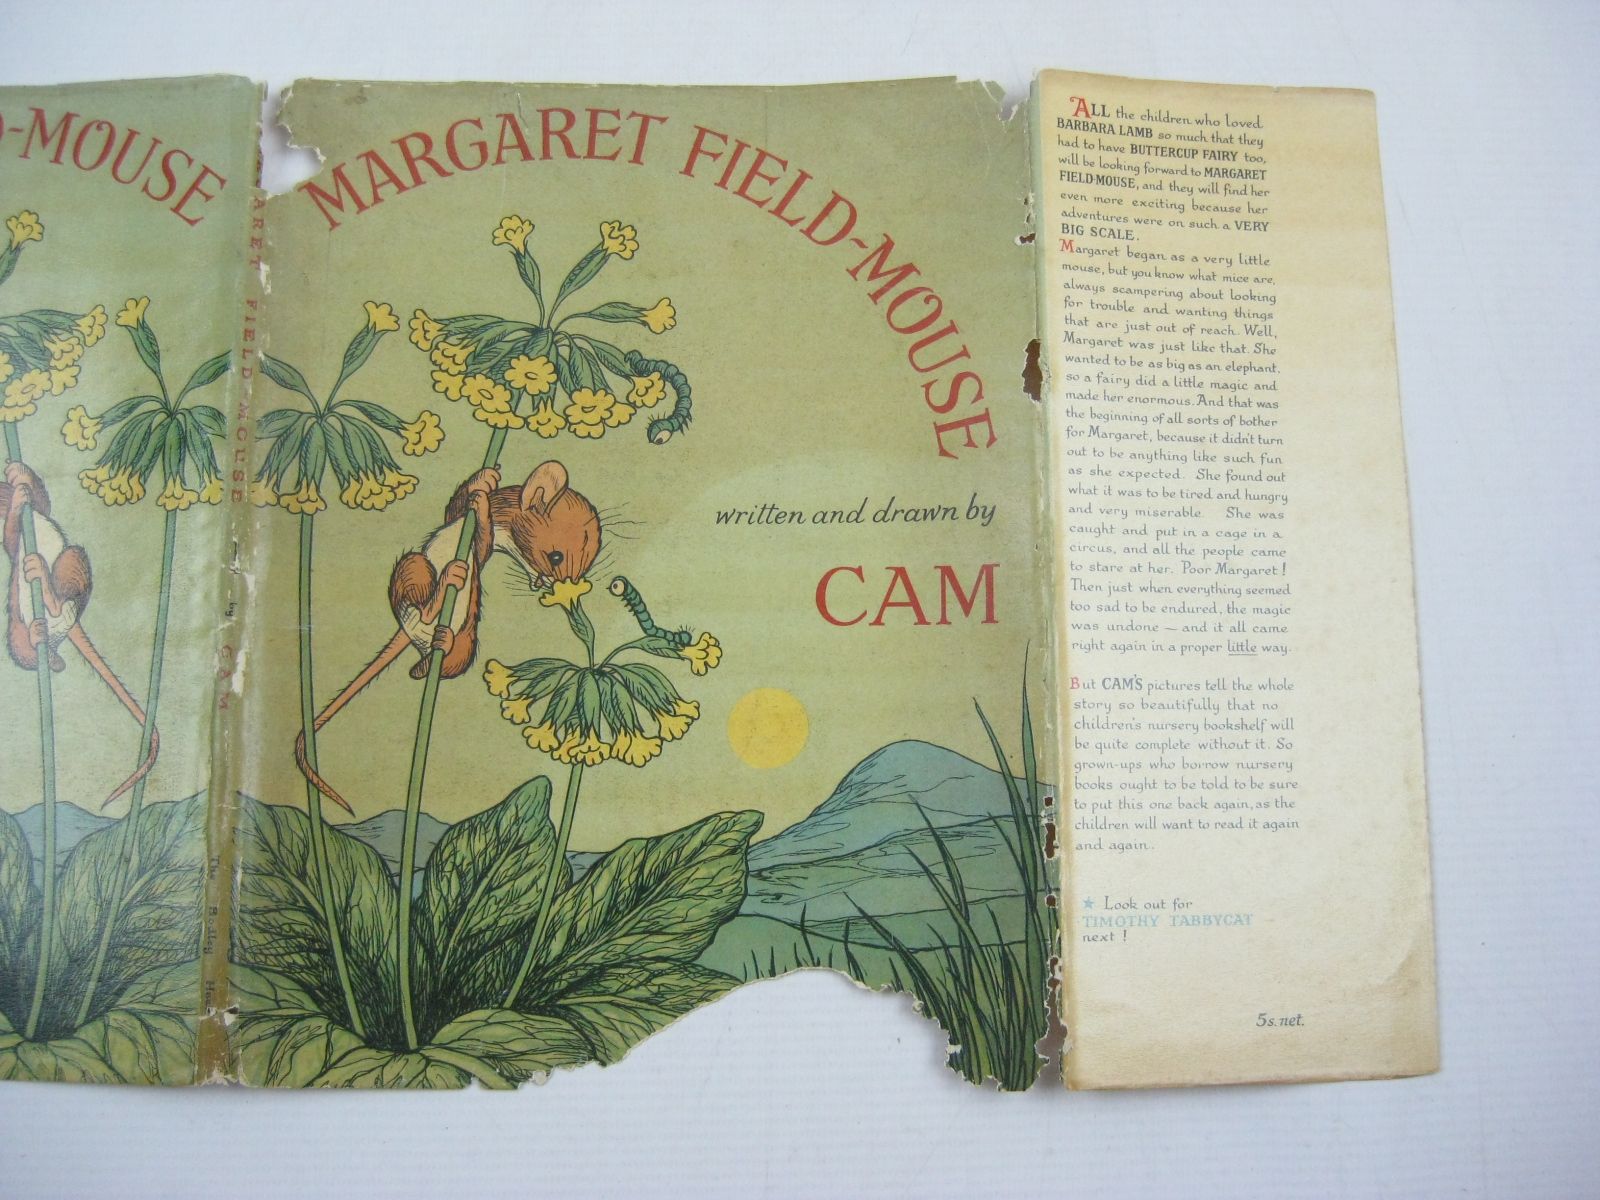 D-MOUSE
ARET FIELD-MOUSE
by CAM
The Bodley
MARGARET FIELD-MOUSE
written and drawn by
CAM
ALL the children who loved
BARBARA LAMB so much that they
had to have BUTTERCUP FAIRY too,
will be looking forward to MARGARET
FIELD-MOUSE, and they will find her
even more exciting because her
adventures were on such a VERY
BIG SCALE.
Margaret began as a very little
mouse, but you know what mice are,
always scampering about looking
for trouble and wanting things
that are just out of reach. Well,
Margaret was just like that. She
wanted to be as big as an elephant,
so a fairy did a little magic and
made her enormous. And that was
the beginning of all sorts of bother
for Margaret, because it didn't turn
out to be anything like such fun
as she expected. She found out
what it was to be tired and hungry
and very miserable. She was
caught and put in a cage in a
circus, and all the people came
to stare at her. Poor Margaret!
Then just when everything seemed
too sad to be endured, the magic
was undone — and it all came
right again in a proper little way.
But CAM'S pictures tell the whole
story so beautifully that no
children's nursery bookshelf will
be quite complete without it. So
grown-ups who borrow nursery
books ought to be told to be sure
to put this one back again, as the
children will want to read it again
and again.
★ Look out for
TIMOTHY TABBYCAT
next!
5s. net.